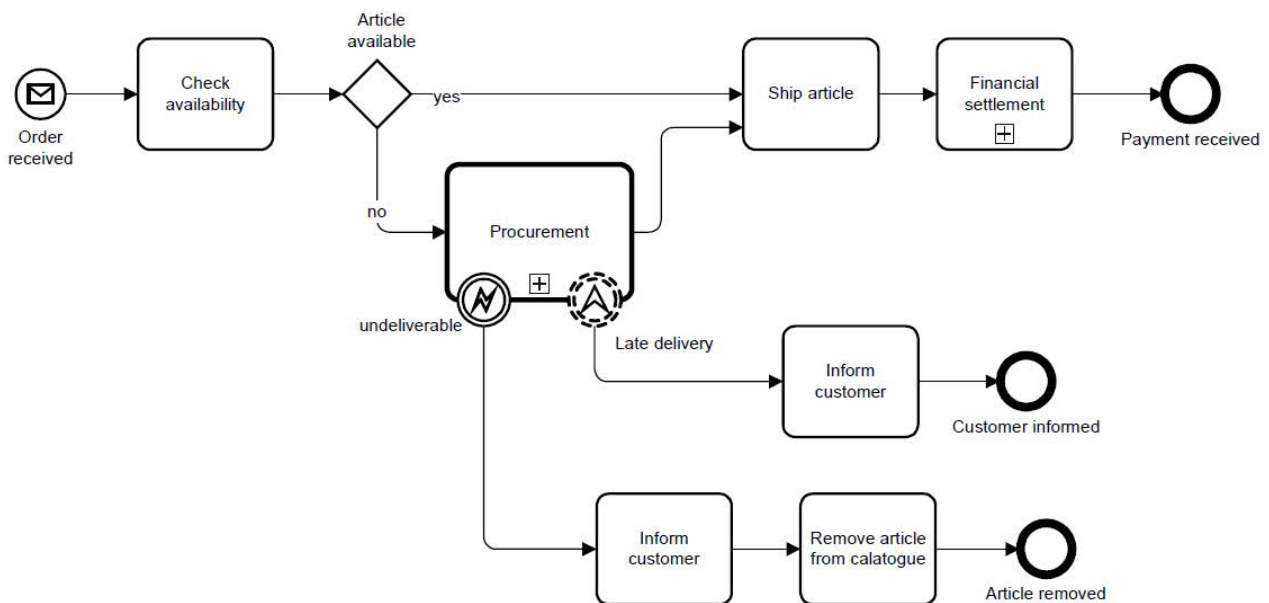 Article
available
Check
availability
yes
Ship article
Financial
settlement
Order
received
Payment received
no
Procurement
undeliverable
Late delivery
Inform
customer
Customer informed
Inform
customer
Remove article
from calatogue
Article removed